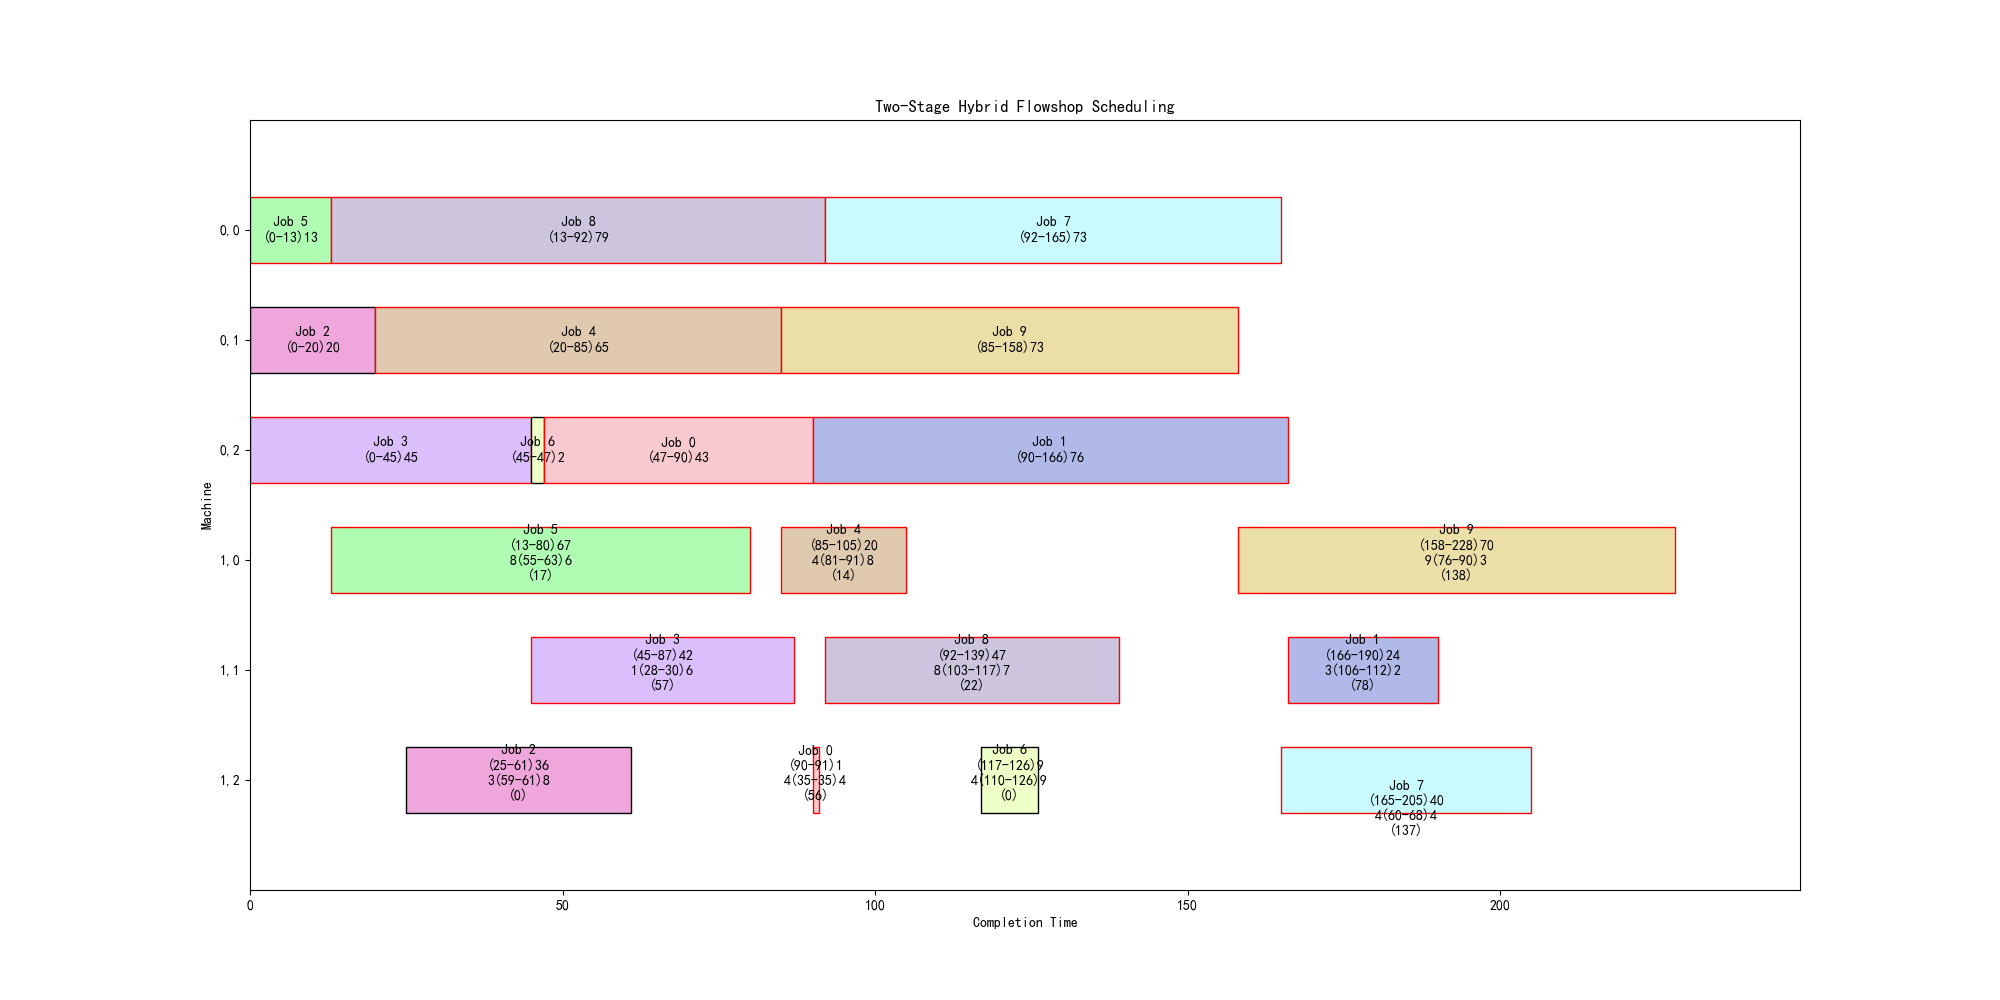 Two-Stage Hybrid Flowshop Scheduling
0,0
Job 5
(0-13)13
Job 8
(13-92)79
Job 7
(92-165)73
0,1
Job 2
(0-20)20
Job 4
(20-85)65
Job 9
(85-158)73
0,2
Job 3
(0-45)45
Job 6
(45-47)2
Job 0
(47-90)43
Job 1
(90-166)76
Machine
1,0
Job 5
(13-80)67
8(55-63)6
(17)
Job 4
(85-105)20
4(81-91)8
(14)
Job 9
(158-228)70
9(76-90)3
(138)
1,1
Job 3
(45-87)42
1(28-30)6
(57)
Job 8
(92-139)47
8(103-117)7
(22)
Job 1
(166-190)24
3(106-112)2
(78)
1,2
Job 2
(25-61)36
3(59-61)8
(0)
Job 0
(90-91)1
4(35-35)4
(56)
Job 6
(117-126)9
4(110-126)9
(0)
Job 7
(165-205)40
4(60-68)4
(137)
0
50
100
150
200
Completion Time